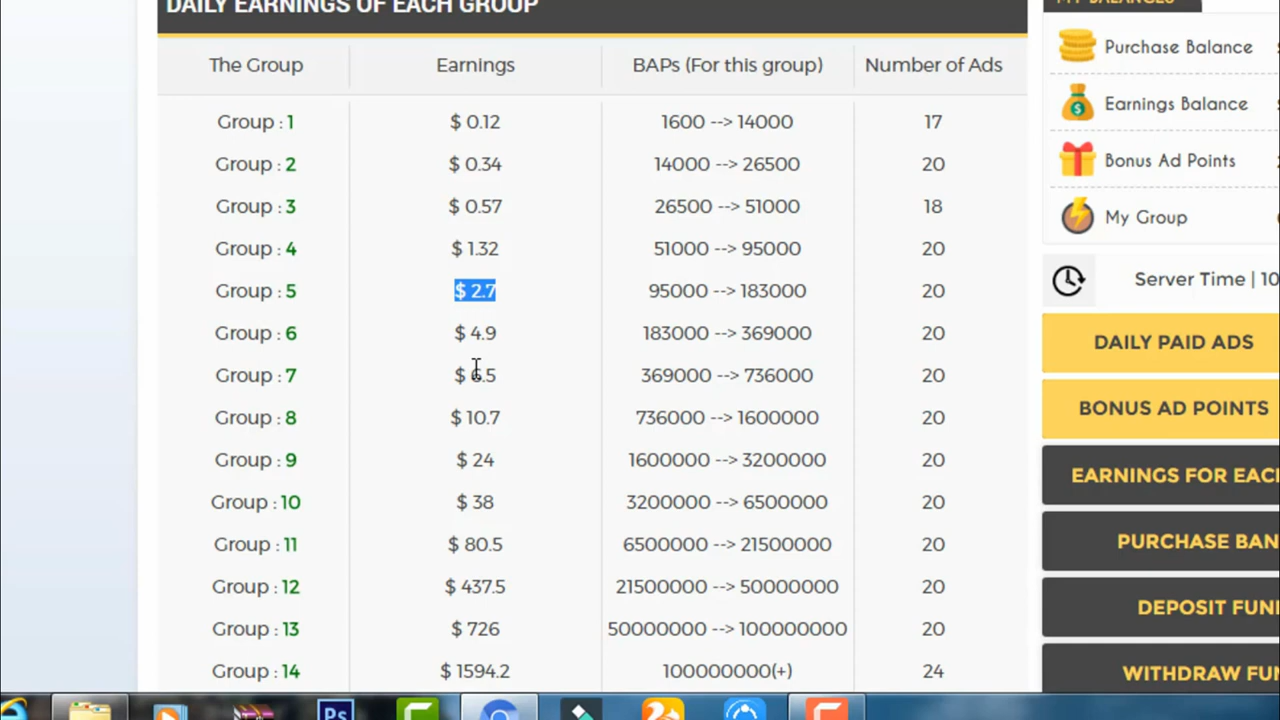 DAILY EARNINGS OF EACH GROUP
The Group Earnings BAPs (For this group) Number of Ads
Group : 1 $ 0.12 1600 --> 14000 17
Group : 2 $ 0.34 14000 --> 26500 20
Group : 3 $ 0.57 26500 --> 51000 18
Group : 4 $ 1.32 51000 --> 95000 20
Group : 5 $ 2.7 95000 --> 183000 20
Group : 6 $ 4.9 183000 --> 369000 20
Group : 7 $ .5 369000 --> 736000 20
Group : 8 $ 10.7 736000 --> 1600000 20
Group : 9 $ 24 1600000 --> 3200000 20
Group : 10 $ 38 3200000 --> 6500000 20
Group : 11 $ 80.5 6500000 --> 21500000 20
Group : 12 $ 437.5 21500000 --> 50000000 20
Group : 13 $ 726 50000000 --> 100000000 20
Group : 14 $ 1594.2 100000000(+) 24
MY BALANCES
Purchase Balance
Earnings Balance
Bonus Ad Points
My Group
Server Time | 10
DAILY PAID ADS
BONUS AD POINTS
EARNINGS FOR EACH
PURCHASE BAN
DEPOSIT FUN
WITHDRAW FUN
Ps